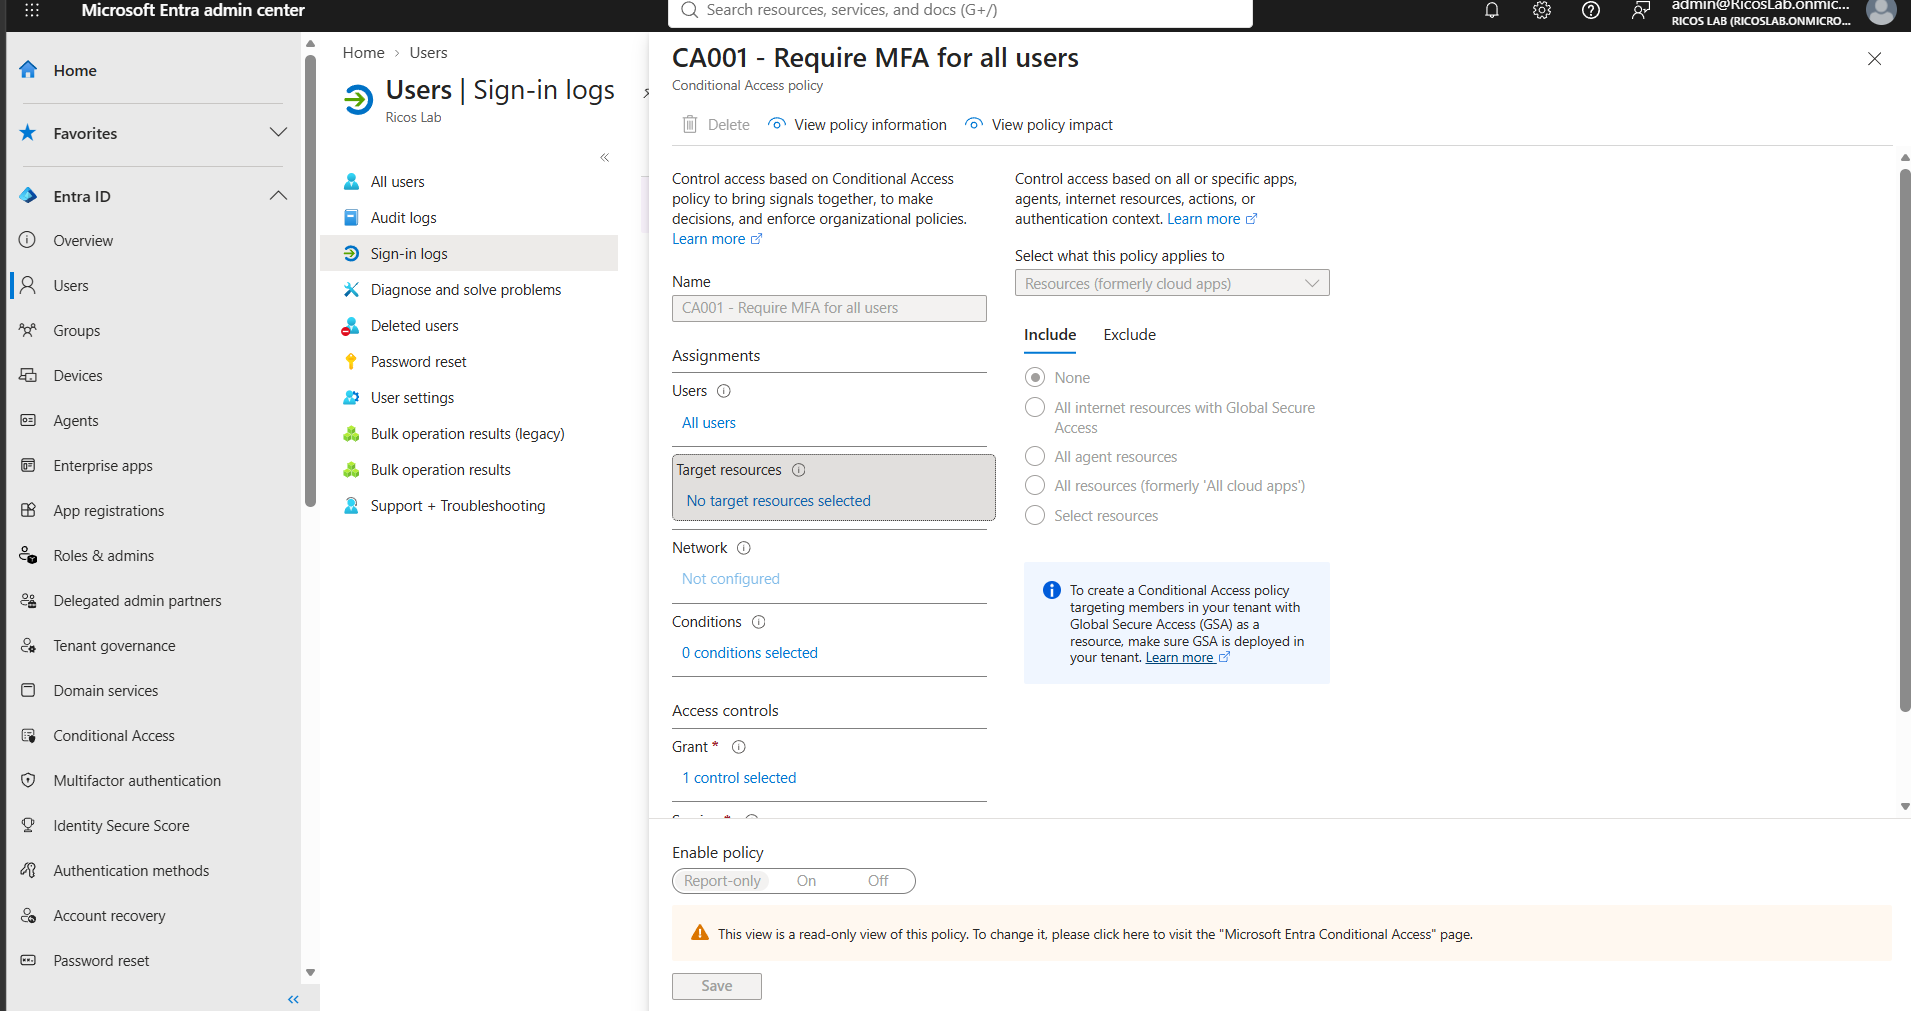 Microsoft Entra admin center
Search resources, services, and docs (G+/)
admin@RicosLab.onmic...
RICOS LAB (RICOSLAB.ONMICRO...
Home
Favorites
Entra ID
Overview
Users
Groups
Devices
Agents
Enterprise apps
App registrations
Roles & admins
Delegated admin partners
Tenant governance
Domain services
Conditional Access
Multifactor authentication
Identity Secure Score
Authentication methods
Account recovery
Password reset
Home > Users
Users | Sign-in logs
Ricos Lab
All users
Audit logs
Sign-in logs
Diagnose and solve problems
Deleted users
Password reset
User settings
Bulk operation results (legacy)
Bulk operation results
Support + Troubleshooting
CA001 - Require MFA for all users
Conditional Access policy
Delete
View policy information
View policy impact
Control access based on Conditional Access
policy to bring signals together, to make
decisions, and enforce organizational policies.
Learn more
Name
CA001 - Require MFA for all users
Assignments
Users
All users
Target resources
No target resources selected
Network
Not configured
Conditions
0 conditions selected
Access controls
Grant *
1 control selected
Control access based on all or specific apps,
agents, internet resources, actions, or
authentication context. Learn more
Select what this policy applies to
Resources (formerly cloud apps)
Include
Exclude
None
All internet resources with Global Secure
Access
All agent resources
All resources (formerly 'All cloud apps')
Select resources
To create a Conditional Access policy
targeting members in your tenant with
Global Secure Access (GSA) as a
resource, make sure GSA is deployed in
your tenant. Learn more
Enable policy
Report-only
On
Off
This view is a read-only view of this policy. To change it, please click here to visit the "Microsoft Entra Conditional Access" page.
Save